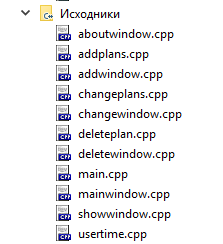 Исходники
aboutwindow.cpp
addplans.cpp
addwindow.cpp
changeplans.cpp
changewindow.cpp
deleteplan.cpp
deletewindow.cpp
main.cpp
mainwindow.cpp
showwindow.cpp
usertime.cpp